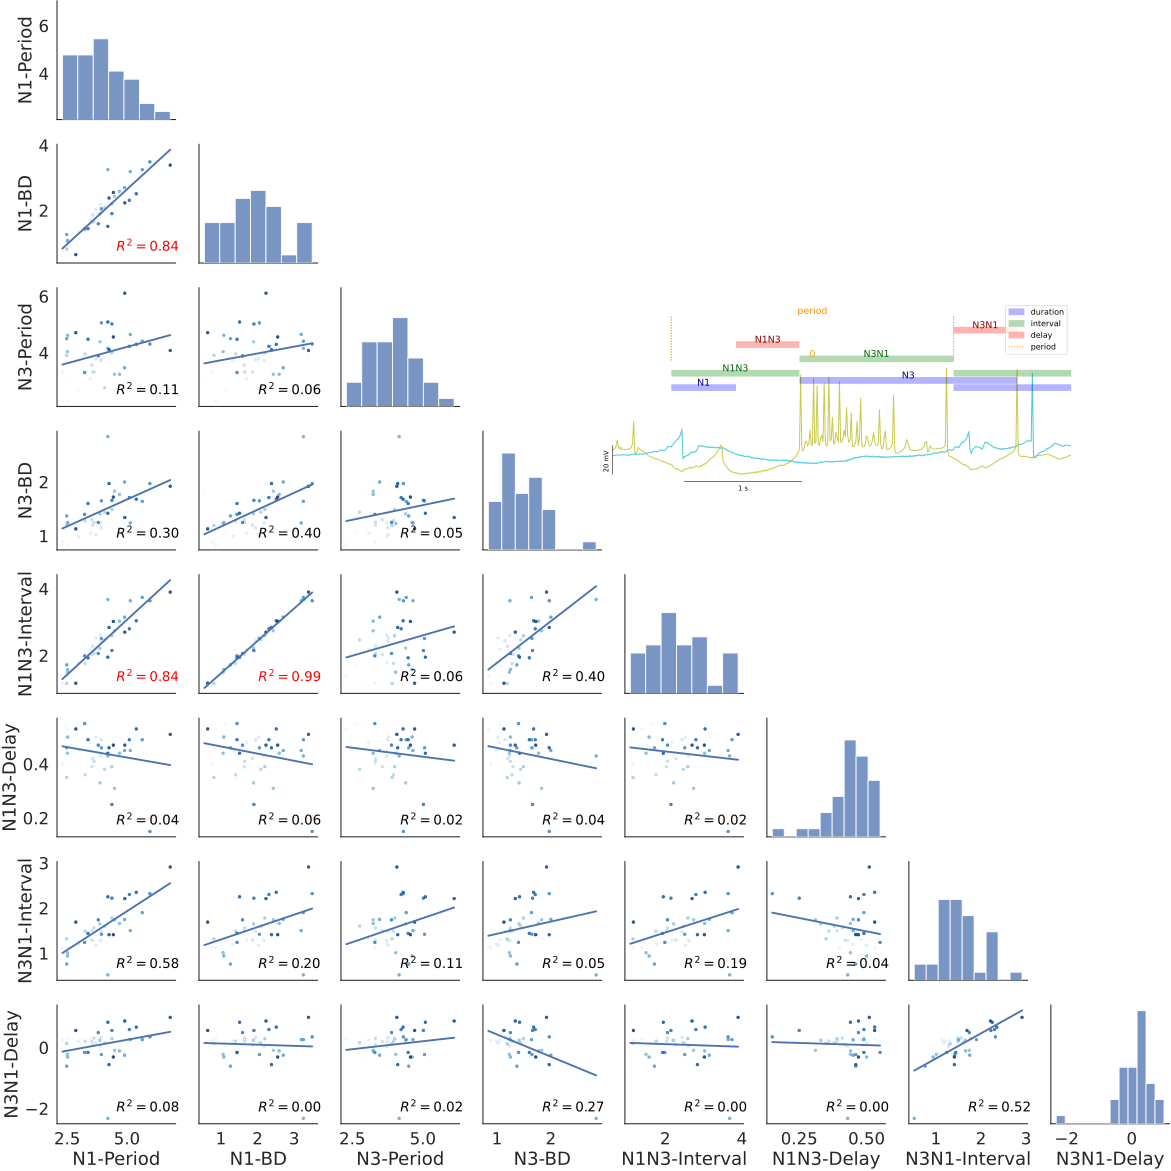 N1-Period
6
4
N1-BD
4
2
R² = 0.84
N3-Period
6
4
R² = 0.11
R² = 0.06
period
N3N1
N1N3
0
N3N1
N1N3
N3
N1
duration
interval
delay
period
20 mV
1 s
N3-BD
2
1
R² = 0.30
R² = 0.40
R² = 0.05
N1N3-Interval
4
2
R² = 0.84
R² = 0.99
R² = 0.06
R² = 0.40
N1N3-Delay
0.4
0.2
R² = 0.04
R² = 0.06
R² = 0.02
R² = 0.04
R² = 0.02
N3N1-Interval
3
2
1
R² = 0.58
R² = 0.20
R² = 0.11
R² = 0.05
R² = 0.19
R² = 0.04
N3N1-Delay
0
−2
R² = 0.08
R² = 0.00
R² = 0.02
R² = 0.27
R² = 0.00
R² = 0.00
R² = 0.52
2.5 5.0
1 2 3
2.5 5.0
1 2
2 4
0.25 0.50
1 2 3
−2 0
N1-Period
N1-BD
N3-Period
N3-BD
N1N3-Interval
N1N3-Delay
N3N1-Interval
N3N1-Delay